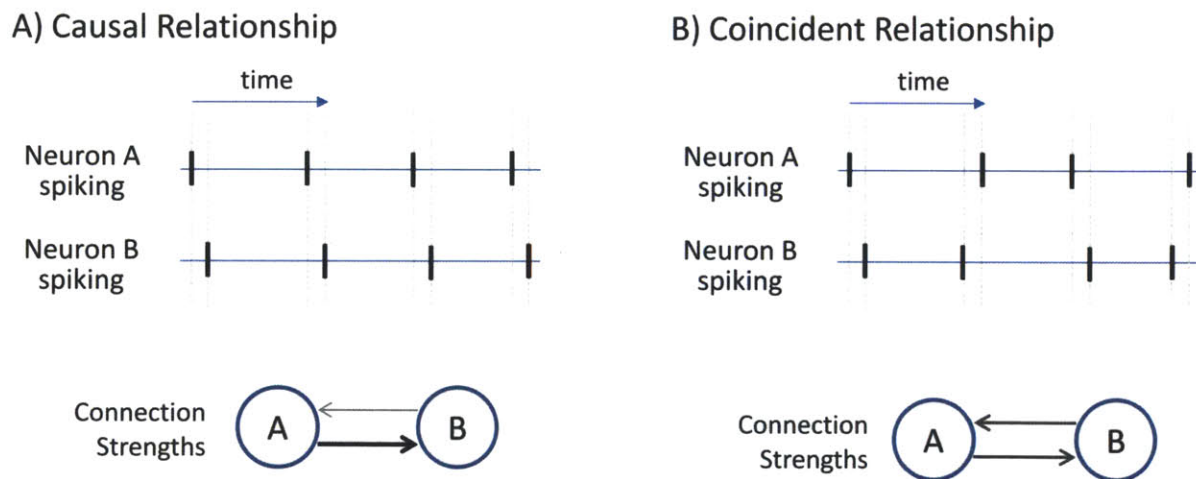 A) Causal Relationship
time
Neuron A
spiking
Neuron B
spiking
Connection
Strengths
A
B
B) Coincident Relationship
time
Neuron A
spiking
Neuron B
spiking
Connection
Strengths
A
B